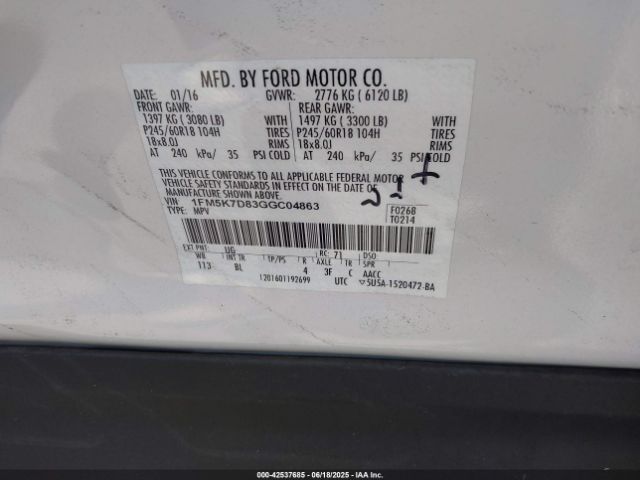 MFD. BY FORD MOTOR CO.
01/16 GVWR: 2776 KG ( 6120 LB)
FRONT GAWR: REAR GAWR:
1397 KG ( 3080 LB) WITH 1497 KG ( 3300 LB) WITH
P245/60R18 104H TIRES P245/60R18 104H TIRES
18x8.0J RIMS 18x8.0J RIMS
AT 240 kPa/ 35 PSI COLD AT 240 kPa/ 35 PSI COLD
THIS VEHICLE CONFORMS TO ALL APPLICABLE FEDERAL MOTOR
VEHICLE SAFETY STANDARDS IN EFFECT ON THE DATE OF
MANUFACTURE SHOWN ABOVE.
VIN: 1FM5K7D83GGC04863 F0268
TYPE: MPV T0214
EXT PNT: UG RC: 71 DSO
WB INT TR TP/PS R AXLE TR SPR
113 BL 4 3F C AACC
1201601192699 UTC ▽5U5A-1520472-BA
00-42537685 - 06/18/2025 - IAA Inc.